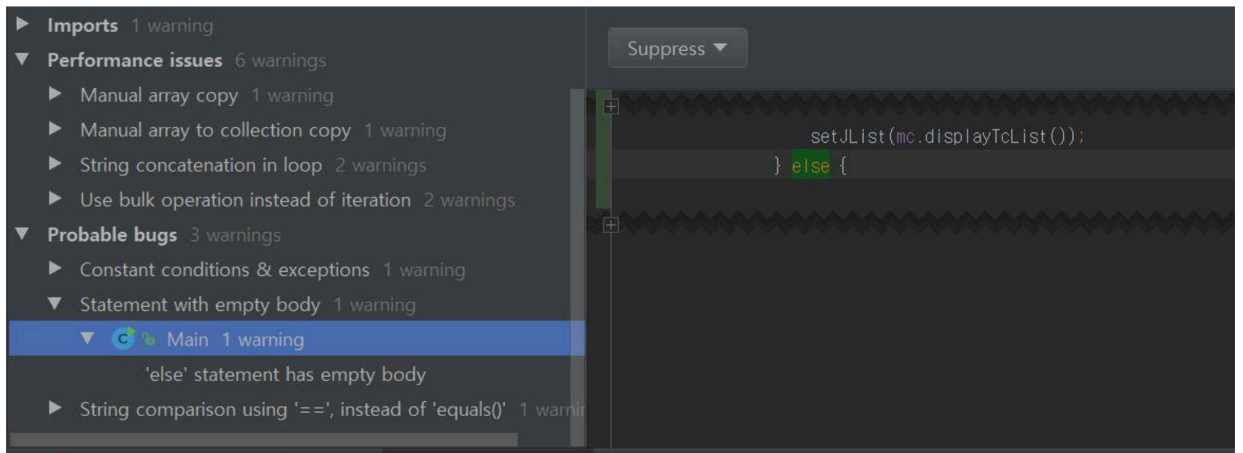 Imports 1 warning
Performance issues 6 warnings
Manual array copy 1 warning
Manual array to collection copy 1 warning
String concatenation in loop 2 warnings
Use bulk operation instead of iteration 2 warnings
Probable bugs 3 warnings
Constant conditions & exceptions 1 warning
Statement with empty body 1 warning
C Main 1 warning
'else' statement has empty body
String comparison using '==', instead of 'equals()' 1
Suppress
setJList(mc.displayTcList());
} else {